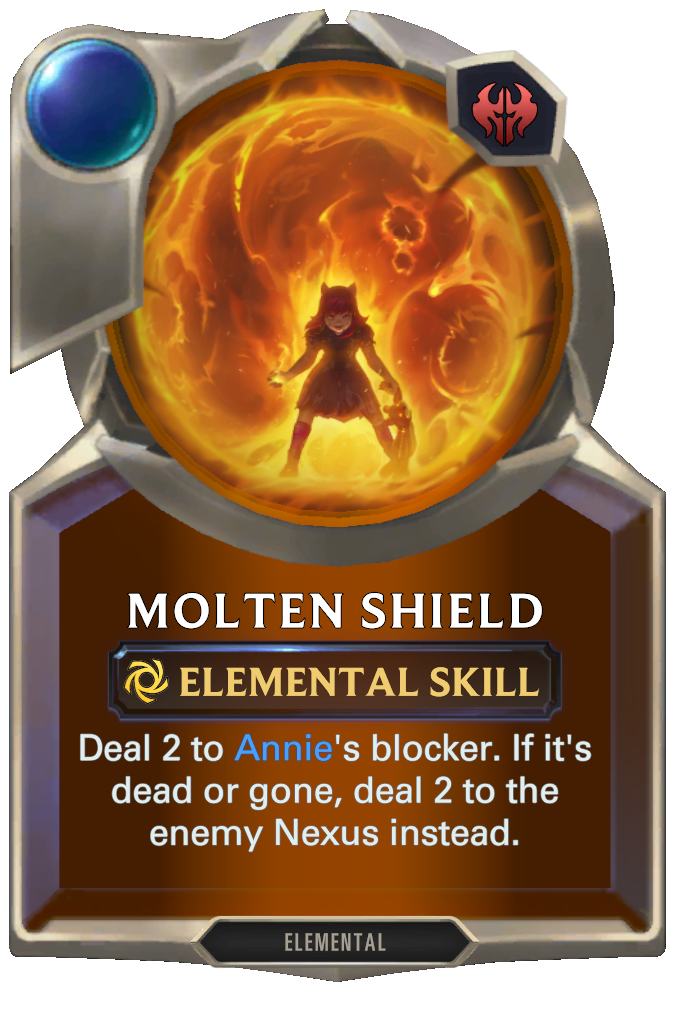 MOLTEN SHIELD
ELEMENTAL SKILL
Deal 2 to Annie's blocker. If it's
dead or gone, deal 2 to the
enemy Nexus instead.
ELEMENTAL